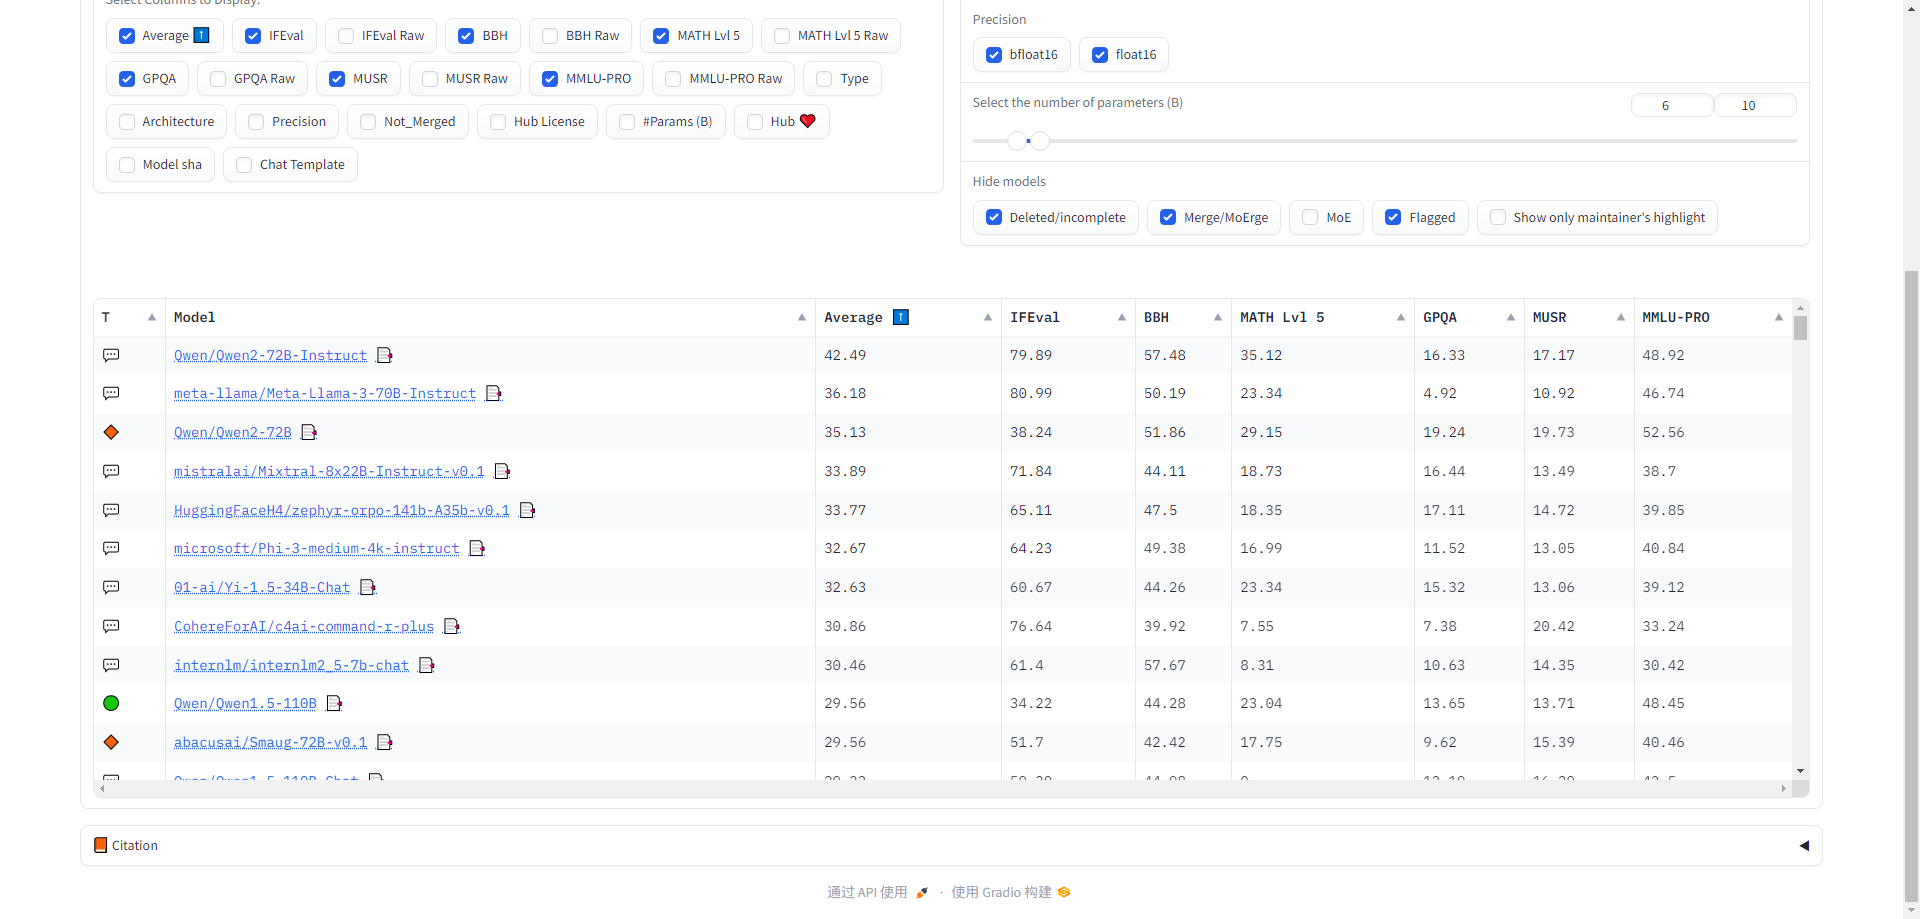 Select Columns to Display:
Average ⬆️ IFEval IFEval Raw BBH BBH Raw MATH Lvl 5 MATH Lvl 5 Raw
GPQA GPQA Raw MUSR MUSR Raw MMLU-PRO MMLU-PRO Raw Type
Architecture Precision Not_Merged Hub License #Params (B) Hub ❤️
Model sha Chat Template
Precision
bfloat16 float16
Select the number of parameters (B) 6 10
Hide models
Deleted/incomplete Merge/MoErge MoE Flagged Show only maintainer's highlight
T Model Average ⬆️ IFEval BBH MATH Lvl 5 GPQA MUSR MMLU-PRO
Qwen/Qwen2-72B-Instruct 42.49 79.89 57.48 35.12 16.33 17.17 48.92
meta-llama/Meta-Llama-3-70B-Instruct 36.18 80.99 50.19 23.34 4.92 10.92 46.74
Qwen/Qwen2-72B 35.13 38.24 51.86 29.15 19.24 19.73 52.56
mistralai/Mixtral-8x22B-Instruct-v0.1 33.89 71.84 44.11 18.73 16.44 13.49 38.7
HuggingFaceH4/zephyr-orpo-141b-A35b-v0.1 33.77 65.11 47.5 18.35 17.11 14.72 39.85
microsoft/Phi-3-medium-4k-instruct 32.67 64.23 49.38 16.99 11.52 13.05 40.84
01-ai/Yi-1.5-34B-Chat 32.63 60.67 44.26 23.34 15.32 13.06 39.12
CohereForAI/c4ai-command-r-plus 30.86 76.64 39.92 7.55 7.38 20.42 33.24
internlm/internlm2_5-7b-chat 30.46 61.4 57.67 8.31 10.63 14.35 30.42
Qwen/Qwen1.5-110B 29.56 34.22 44.28 23.04 13.65 13.71 48.45
abacusai/Smaug-72B-v0.1 29.56 51.7 42.42 17.75 9.62 15.39 40.46
Qwen/Qwen1.5-110B-Chat
Citation
通过 API 使用 · 使用 Gradio 构建